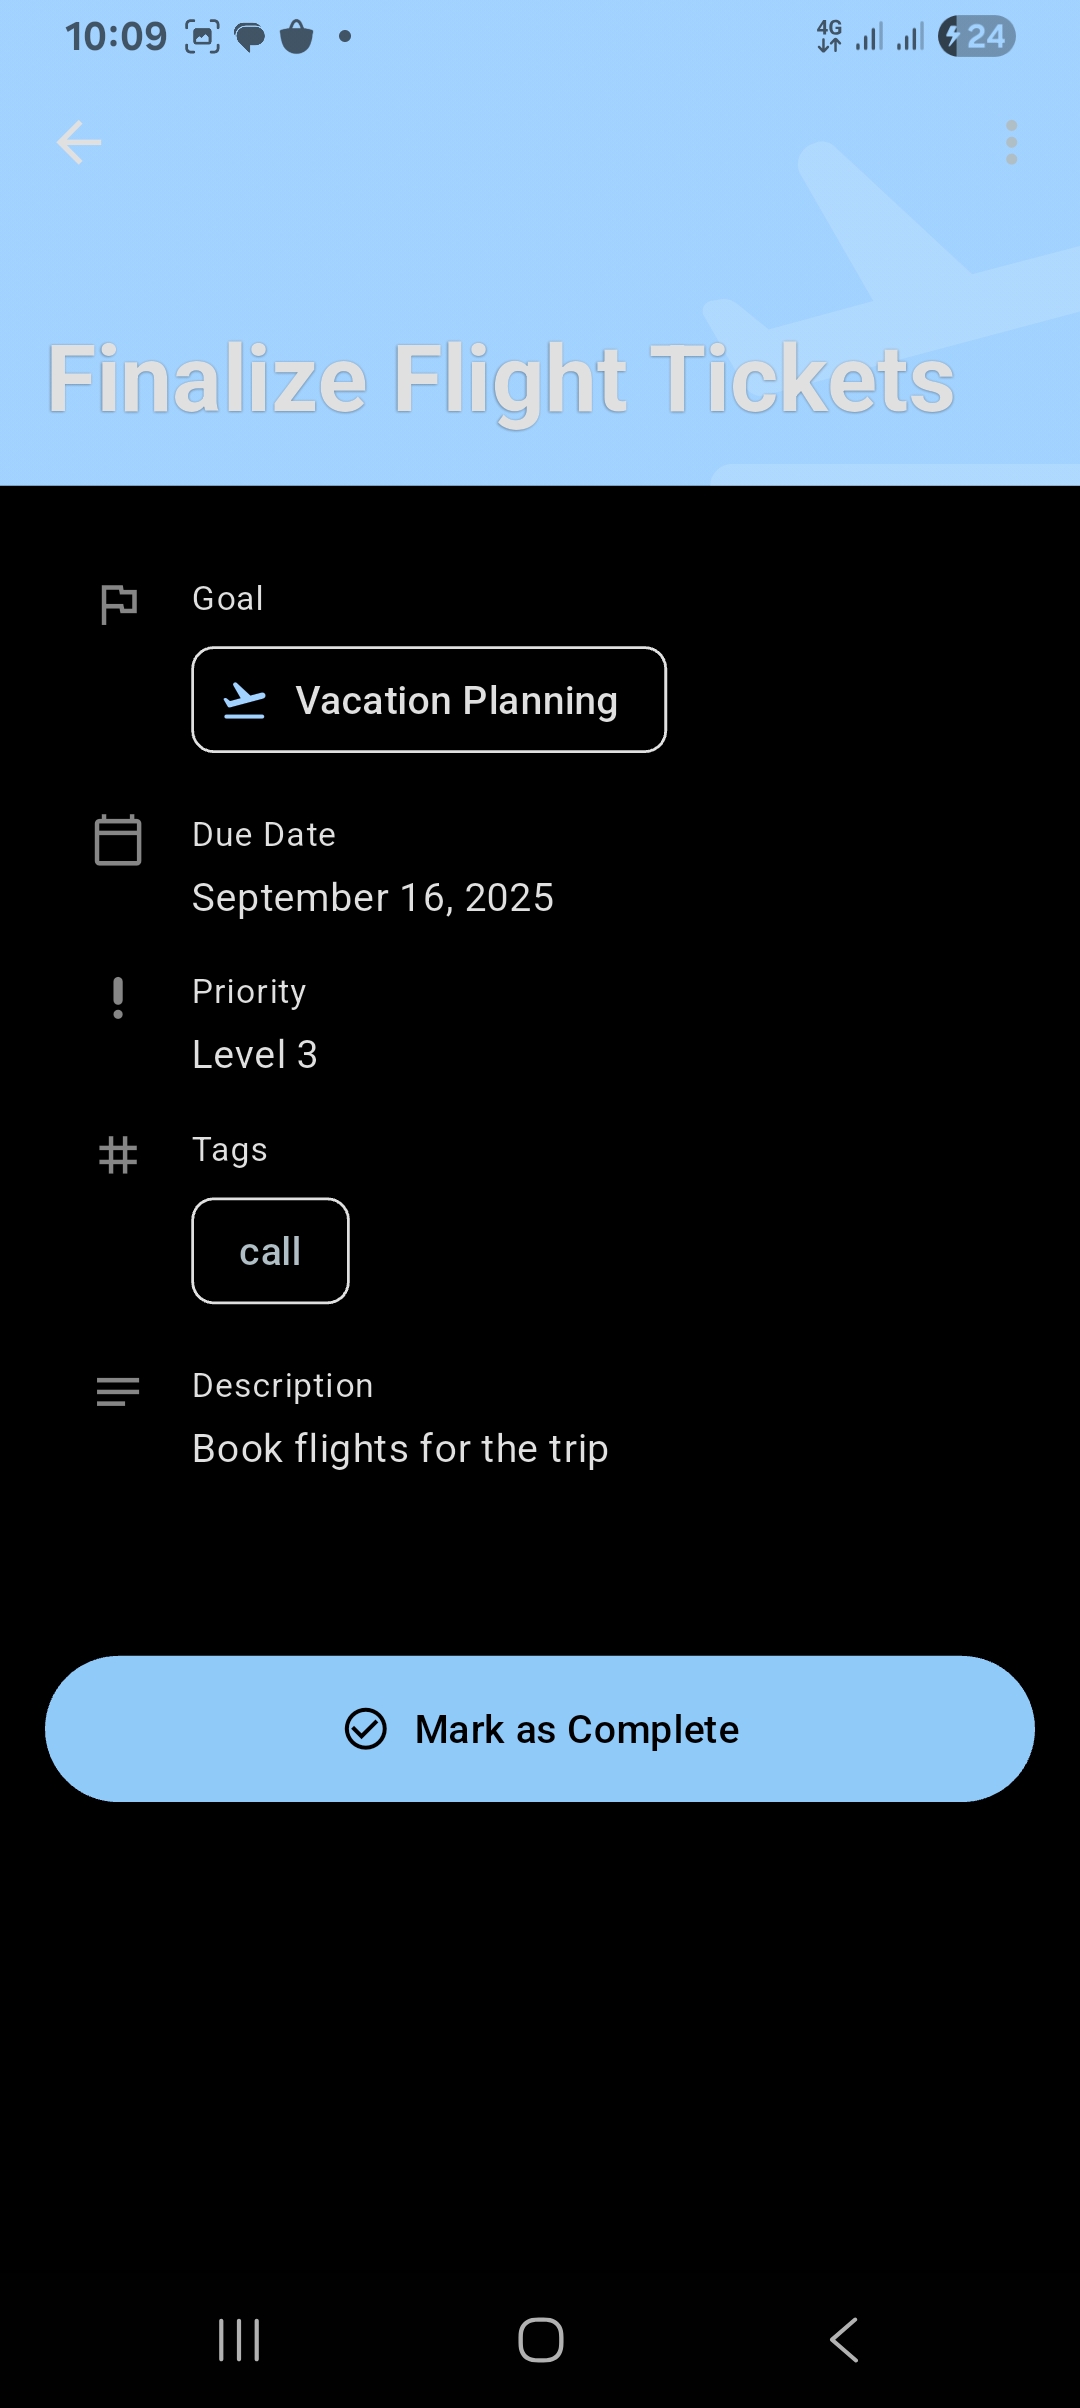 10:09 4G 24
Finalize Flight Tickets
Goal
Vacation Planning
Due Date
September 16, 2025
Priority
Level 3
Tags
call
Description
Book flights for the trip
Mark as Complete